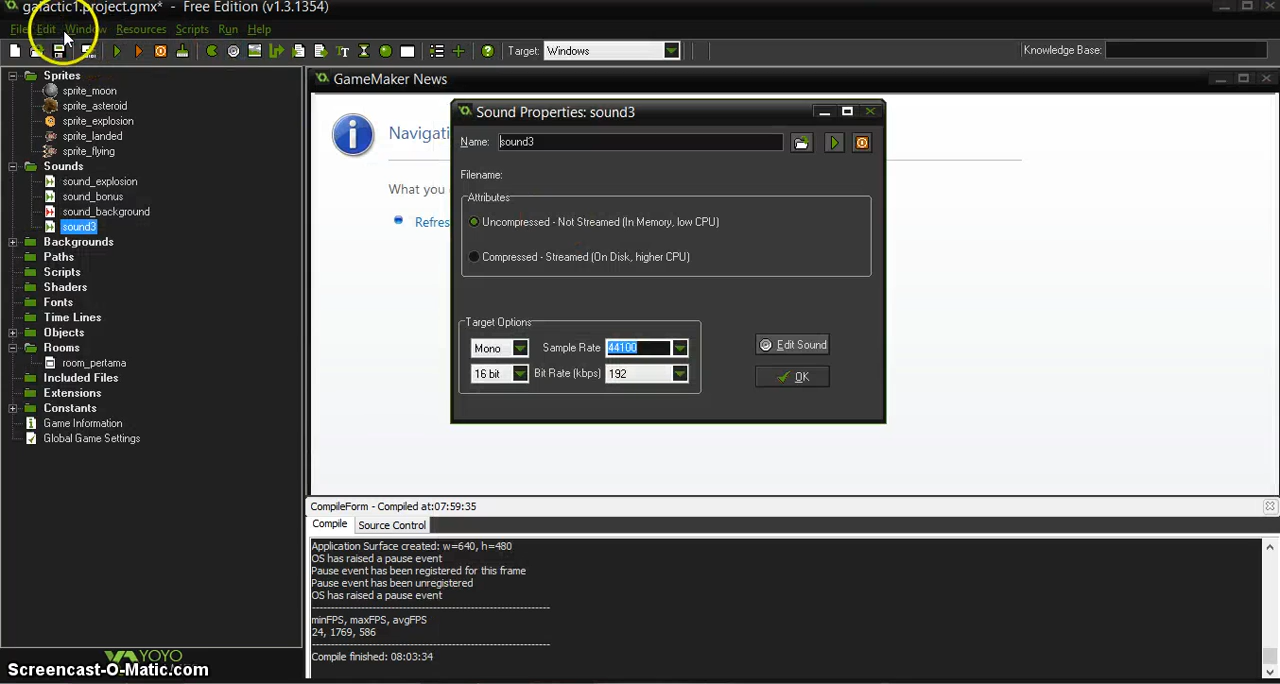 galactic1.project.gmx* - Free Edition (v1.3.1354)
File Edit Window Resources Scripts Run Help
Target: Windows Knowledge Base:
Sprites
sprite_moon
sprite_asteroid
sprite_explosion
sprite_landed
sprite_flying
Sounds
sound_explosion
sound_bonus
sound_background
sound3
Backgrounds
Paths
Scripts
Shaders
Fonts
Time Lines
Objects
Rooms
room_pertama
Included Files
Extensions
Constants
Game Information
Global Game Settings
GameMaker News
What you
Refres
Sound Properties: sound3
Name: sound3
Filename:
Attributes
Uncompressed - Not Streamed (In Memory, low CPU)
Compressed - Streamed (On Disk, higher CPU)
Target Options
Mono Sample Rate 44100 Edit Sound
16 bit Bit Rate (kbps) 192 OK
CompileForm - Compiled at:07:59:35
Compile Source Control
Application Surface created: w=640, h=480
OS has raised a pause event
Pause event has been registered for this frame
Pause event has been unregistered
OS has raised a pause event
minFPS, maxFPS, avgFPS
24, 1769, 586
Compile finished: 08:03:34
YOYO
Screencast-O-Matic.com